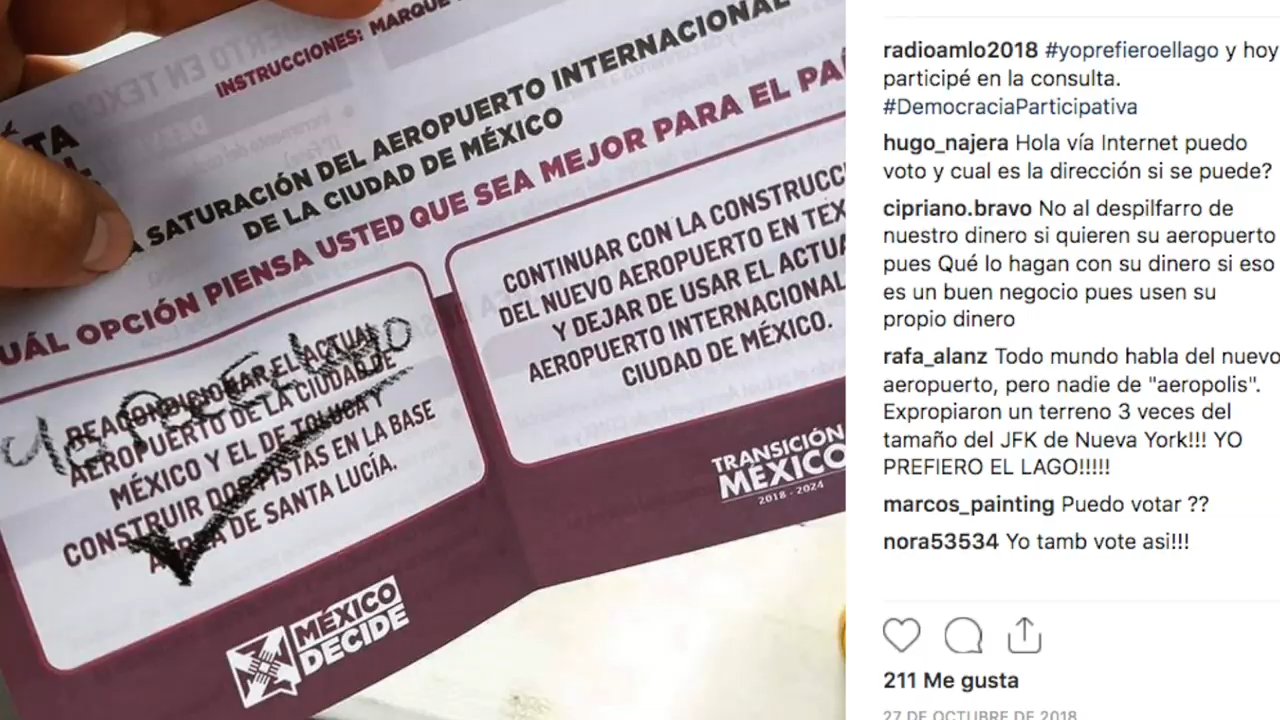 INSTRUCCIONES: MARQUE
TA
A SATURACIÓN DEL AEROPUERTO INTERNACIONAL
DE LA CIUDAD DE MÉXICO
UÁL OPCIÓN PIENSA USTED QUE SEA MEJOR PARA EL PA
REACONDICIONAR EL ACTUAL
AEROPUERTO DE LA CIUDAD DE
MÉXICO Y EL DE TOLUCA Y
CONSTRUIR DOS PISTAS EN LA BASE
AÉREA DE SANTA LUCÍA.
Yo PREFIERO EL Lago
CONTINUAR CON LA CONSTRUCC
DEL NUEVO AEROPUERTO EN TEX
Y DEJAR DE USAR EL ACTUA
AEROPUERTO INTERNACIONAL
CIUDAD DE MÉXICO.
TRANSICIÓN
MÉXICO
2018 - 2024
MÉXICO
DECIDE
radioamlo2018 #yoprefieroellago y hoy
participé en la consulta.
#DemocraciaParticipativa
hugo_najera Hola vía Internet puedo
voto y cual es la dirección si se puede?
cipriano.bravo No al despilfarro de
nuestro dinero si quieren su aeropuerto
pues Qué lo hagan con su dinero si eso
es un buen negocio pues usen su
propio dinero
rafa_alanz Todo mundo habla del nuevo
aeropuerto, pero nadie de "aeropolis".
Expropiaron un terreno 3 veces del
tamaño del JFK de Nueva York!!! YO
PREFIERO EL LAGO!!!!!
marcos_painting Puedo votar ??
nora53534 Yo tamb vote asi!!!
211 Me gusta
27 DE OCTUBRE DE 2018